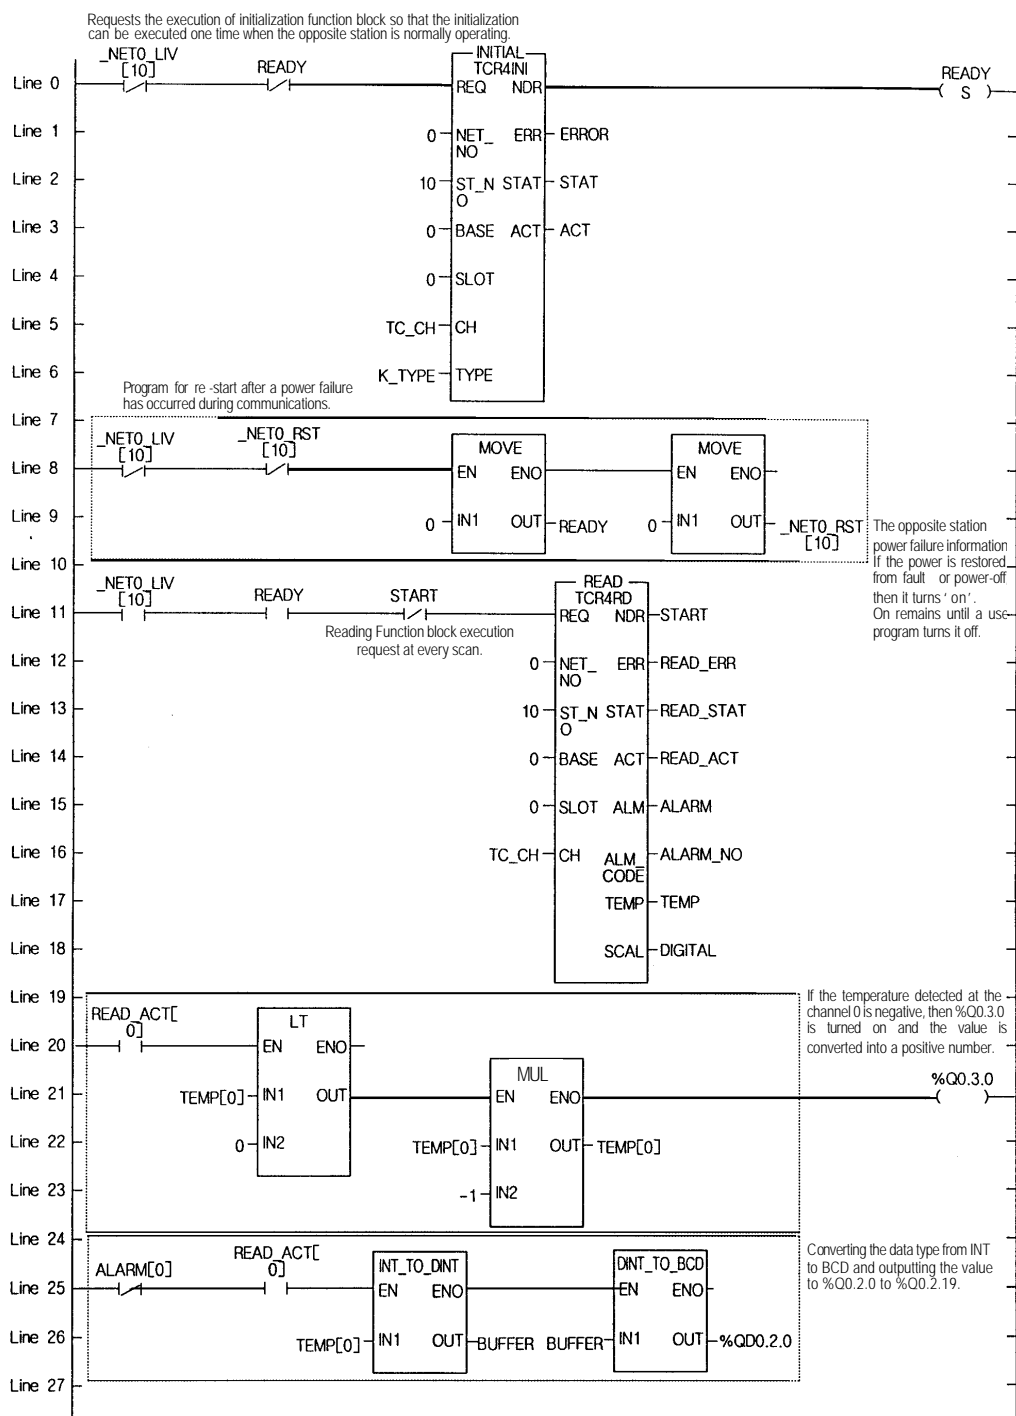 Requests the execution of initialization function block so that the initialization
can be executed one time when the opposite station is normally operating.
_NET0_LIV
[10]
READY
INITIAL
TCR4INI
READY
Line 0
REQ NDR
( S )
Line 1
0 NET_NO ERR ERROR
Line 2
10 ST_NO STAT STAT
Line 3
0 BASE ACT ACT
Line 4
0 SLOT
Line 5
TC_CH CH
Line 6
K_TYPE TYPE
Program for re -start after a power failure
has occurred during communications.
Line 7
_NET0_LIV
[10]
_NET0_RST
[10]
MOVE
MOVE
Line 8
EN ENO
EN ENO
Line 9
0 IN1 OUT READY
0 IN1 OUT _NET0_RST
[10]
The opposite station
power failure information
If the power is restored
from fault or power-off
then it turns ‘ on’ .
On remains until a use
program turns it off.
Line 10
_NET0_LIV
[10]
READY
START
READ
TCR4RD
Line 11
REQ NDR START
Reading Function block execution
request at every scan.
Line 12
0 NET_NO ERR READ_ERR
Line 13
10 ST_NO STAT READ_STAT
Line 14
0 BASE ACT READ_ACT
Line 15
0 SLOT ALM ALARM
Line 16
TC_CH CH ALM_CODE ALARM_NO
Line 17
TEMP TEMP
Line 18
SCAL DIGITAL
Line 19
READ_ACT[
0]
LT
If the temperature detected at the
channel 0 is negative, then %Q0.3.0
is turned on and the value is
converted into a positive number.
Line 20
EN ENO
MUL
%Q0.3.0
( )
Line 21
TEMP[0] IN1 OUT
EN ENO
Line 22
0 IN2
TEMP[0] IN1 OUT TEMP[0]
Line 23
-1 IN2
Line 24
ALARM[0]
READ_ACT[
0]
INT_TO_DINT
DINT_TO_BCD
Converting the data type from INT
to BCD and outputting the value
to %Q0.2.0 to %Q0.2.19.
Line 25
EN ENO
EN ENO
Line 26
TEMP[0] IN1 OUT BUFFER
BUFFER IN1 OUT %QD0.2.0
Line 27